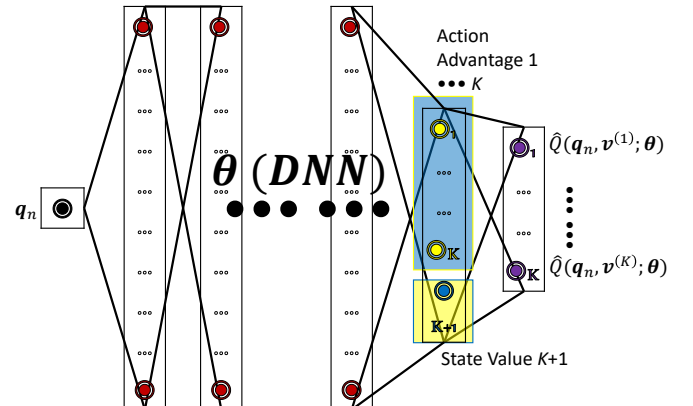 Action
Advantage 1
••• K
1
θ (DNN)
K
q_n
K+1
1
K
Q̂(q_n, v^(1); θ)
Q̂(q_n, v^(K); θ)
State Value K+1